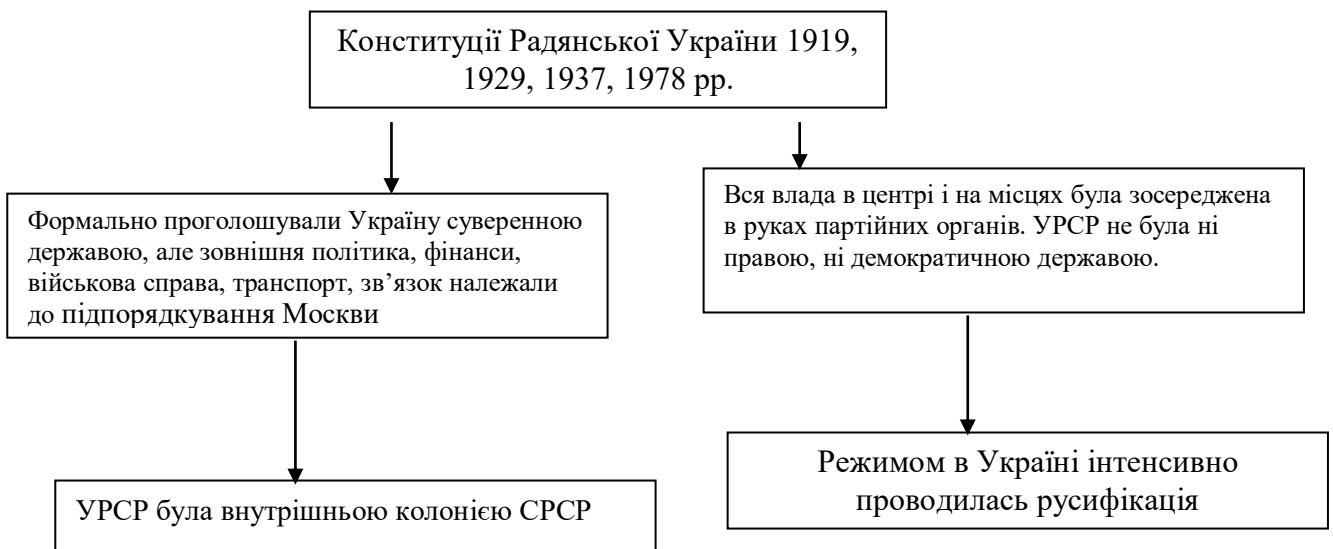 Конституції Радянської України 1919,
1929, 1937, 1978 рр.
Формально проголошували Україну суверенною
державою, але зовнішня політика, фінанси,
військова справа, транспорт, зв’язок належали
до підпорядкування Москви
Вся влада в центрі і на місцях була зосереджена
в руках партійних органів. УРСР не була ні
правою, ні демократичною державою.
УРСР була внутрішньою колонією СРСР
Режимом в Україні інтенсивно
проводилась русифікація